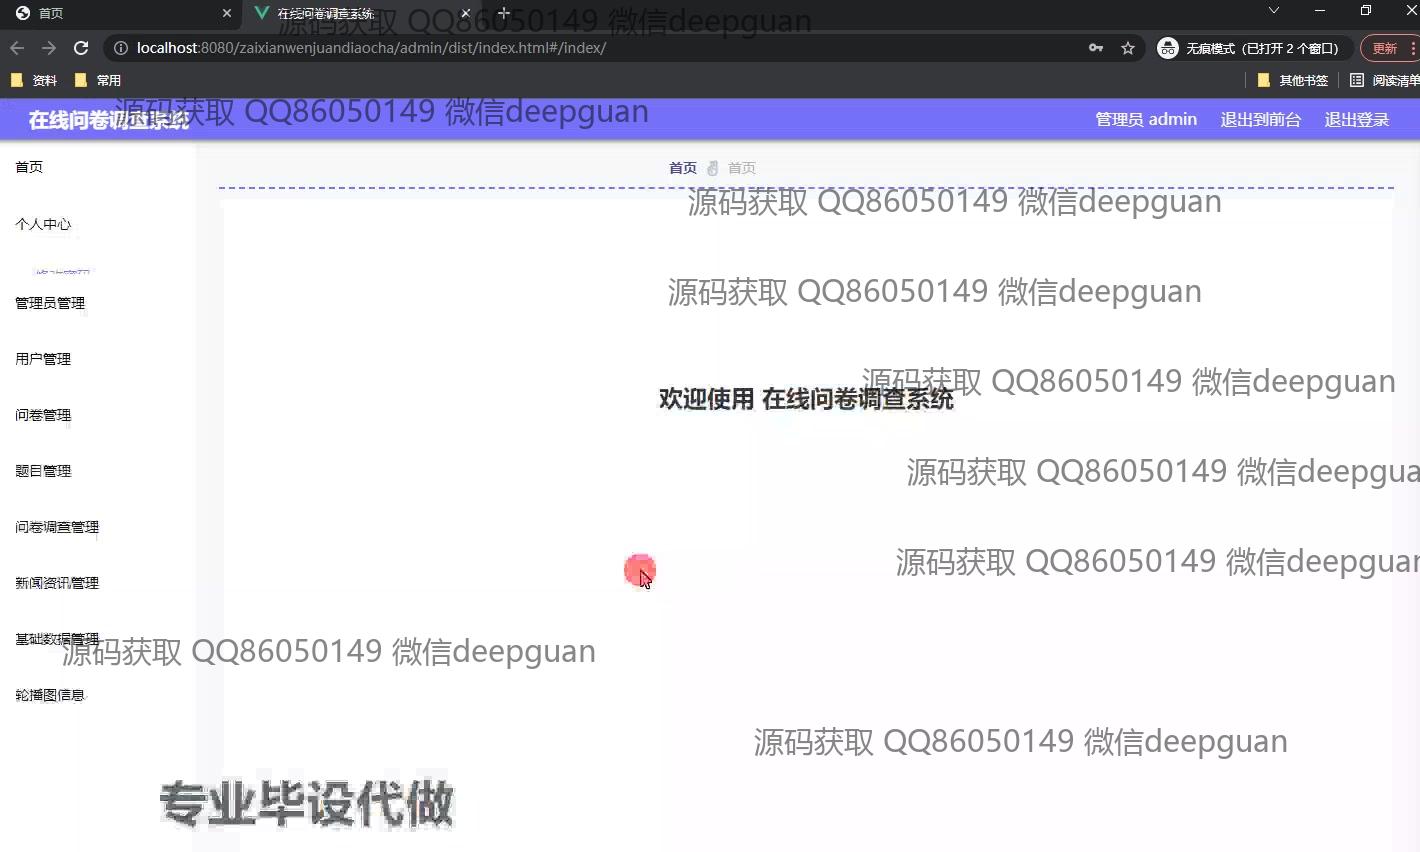 首页
在线问卷调查系统
源码获取 QQ86050149 微信deepguan
localhost:8080/zaixianwenjuandiaocha/admin/dist/index.html#/index/
无痕模式（已打开 2 个窗口）
更新
资料
常用
其他书签
阅读清单
在线问卷调查系统
源码获取 QQ86050149 微信deepguan
管理员 admin
退出到前台
退出登录
首页
首页
首页
源码获取 QQ86050149 微信deepguan
个人中心
修改密码
源码获取 QQ86050149 微信deepguan
管理员管理
用户管理
源码获取 QQ86050149 微信deepguan
欢迎使用 在线问卷调查系统
问卷管理
题目管理
源码获取 QQ86050149 微信deepgua
问卷调查管理
源码获取 QQ86050149 微信deepguan
新闻资讯管理
基础数据管理
源码获取 QQ86050149 微信deepguan
轮播图信息
源码获取 QQ86050149 微信deepguan
专业毕设代做